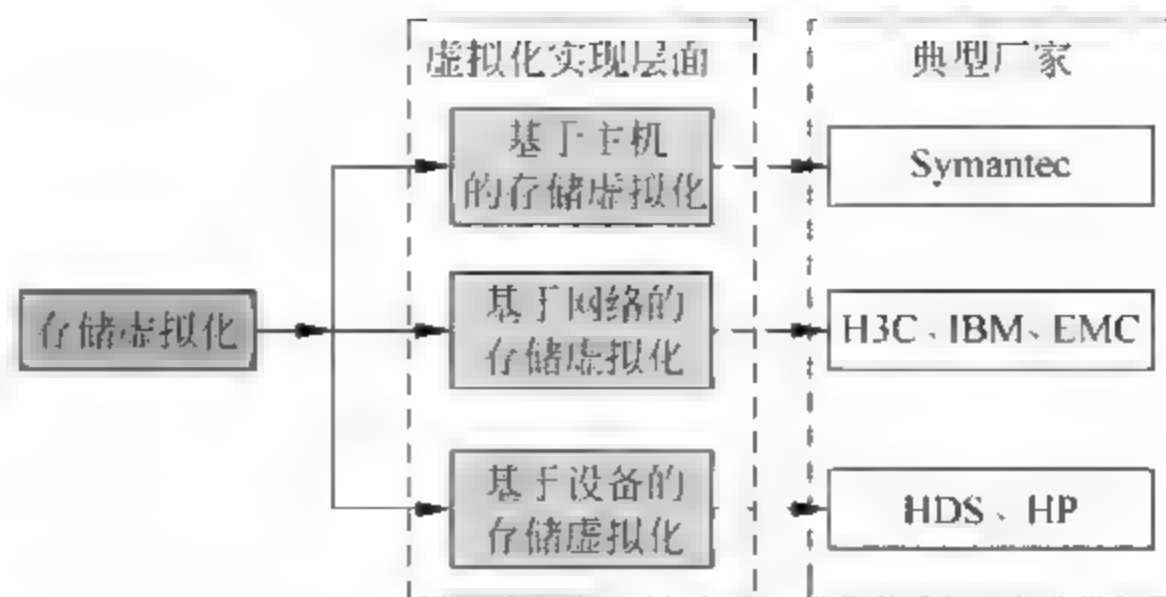 虚拟化实现层面
典型厂家
基于主机
的存储虚拟化
Symantec
存储虚拟化
基于网络的
存储虚拟化
H3C、IBM、EMC
基于设备的
存储虚拟化
HDS、HP